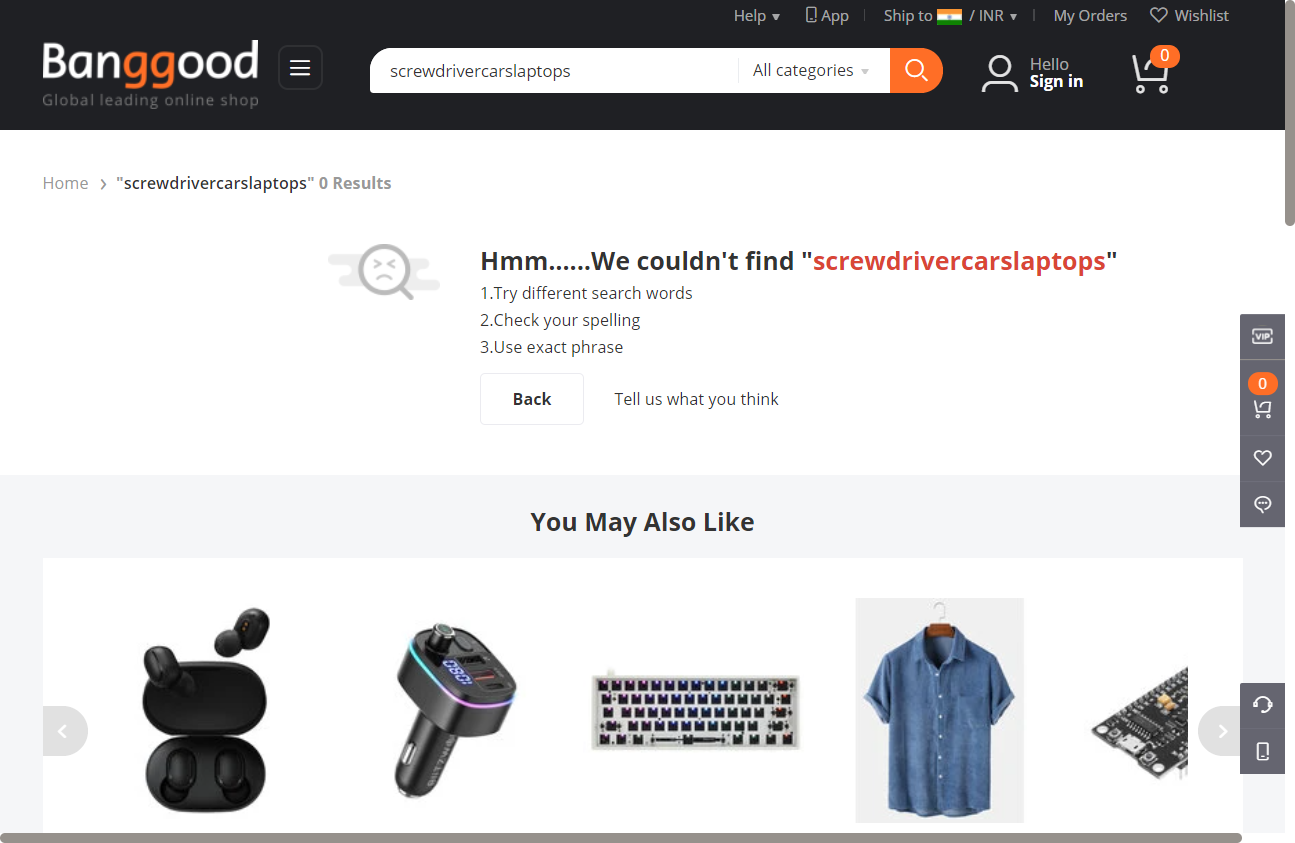 Help
App
Ship to / INR
My Orders
Wishlist
Banggood
Global leading online shop
screwdrivercarslaptops
All categories
Hello
Sign in
0
Home > "screwdrivercarslaptops" 0 Results
Hmm......We couldn't find "screwdrivercarslaptops"
1.Try different search words
2.Check your spelling
3.Use exact phrase
Back
Tell us what you think
VIP
0
You May Also Like
BLITZWOLF